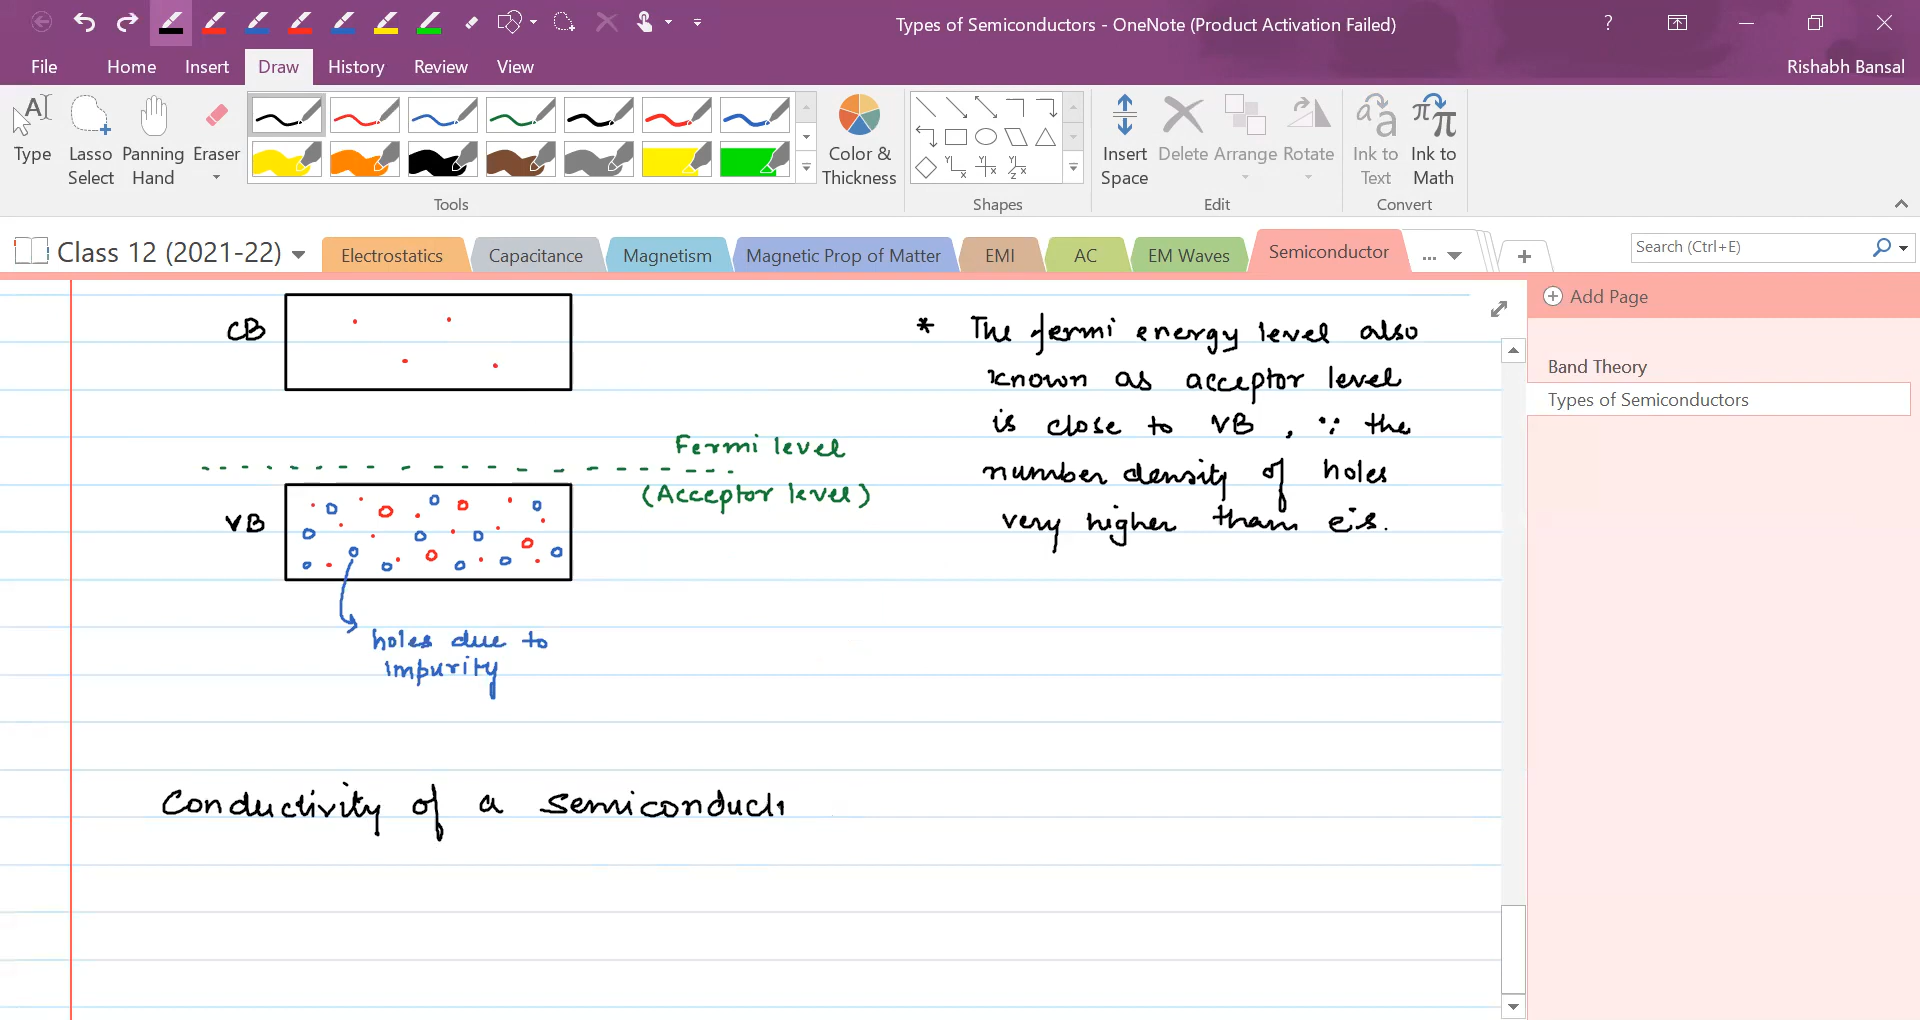 Types of Semiconductors - OneNote (Product Activation Failed)
?
File Home Insert Draw History Review View
Rishabh Bansal
Type
Lasso Select
Panning Hand
Eraser
Color & Thickness
Insert Space
Delete
Arrange
Rotate
Ink to Text
Ink to Math
Tools
Shapes
Edit
Convert
Class 12 (2021-22)
Electrostatics
Capacitance
Magnetism
Magnetic Prop of Matter
EMI
AC
EM Waves
Semiconductor
...
+
Search (Ctrl+E)
Add Page
Band Theory
Types of Semiconductors
CB
Fermi level
(Acceptor level)
VB
holes due to
impurity
* The fermi energy level also
known as acceptor level
is close to VB, ∵ the
number density of holes
very higher than e's.
Conductivity of a semiconducti